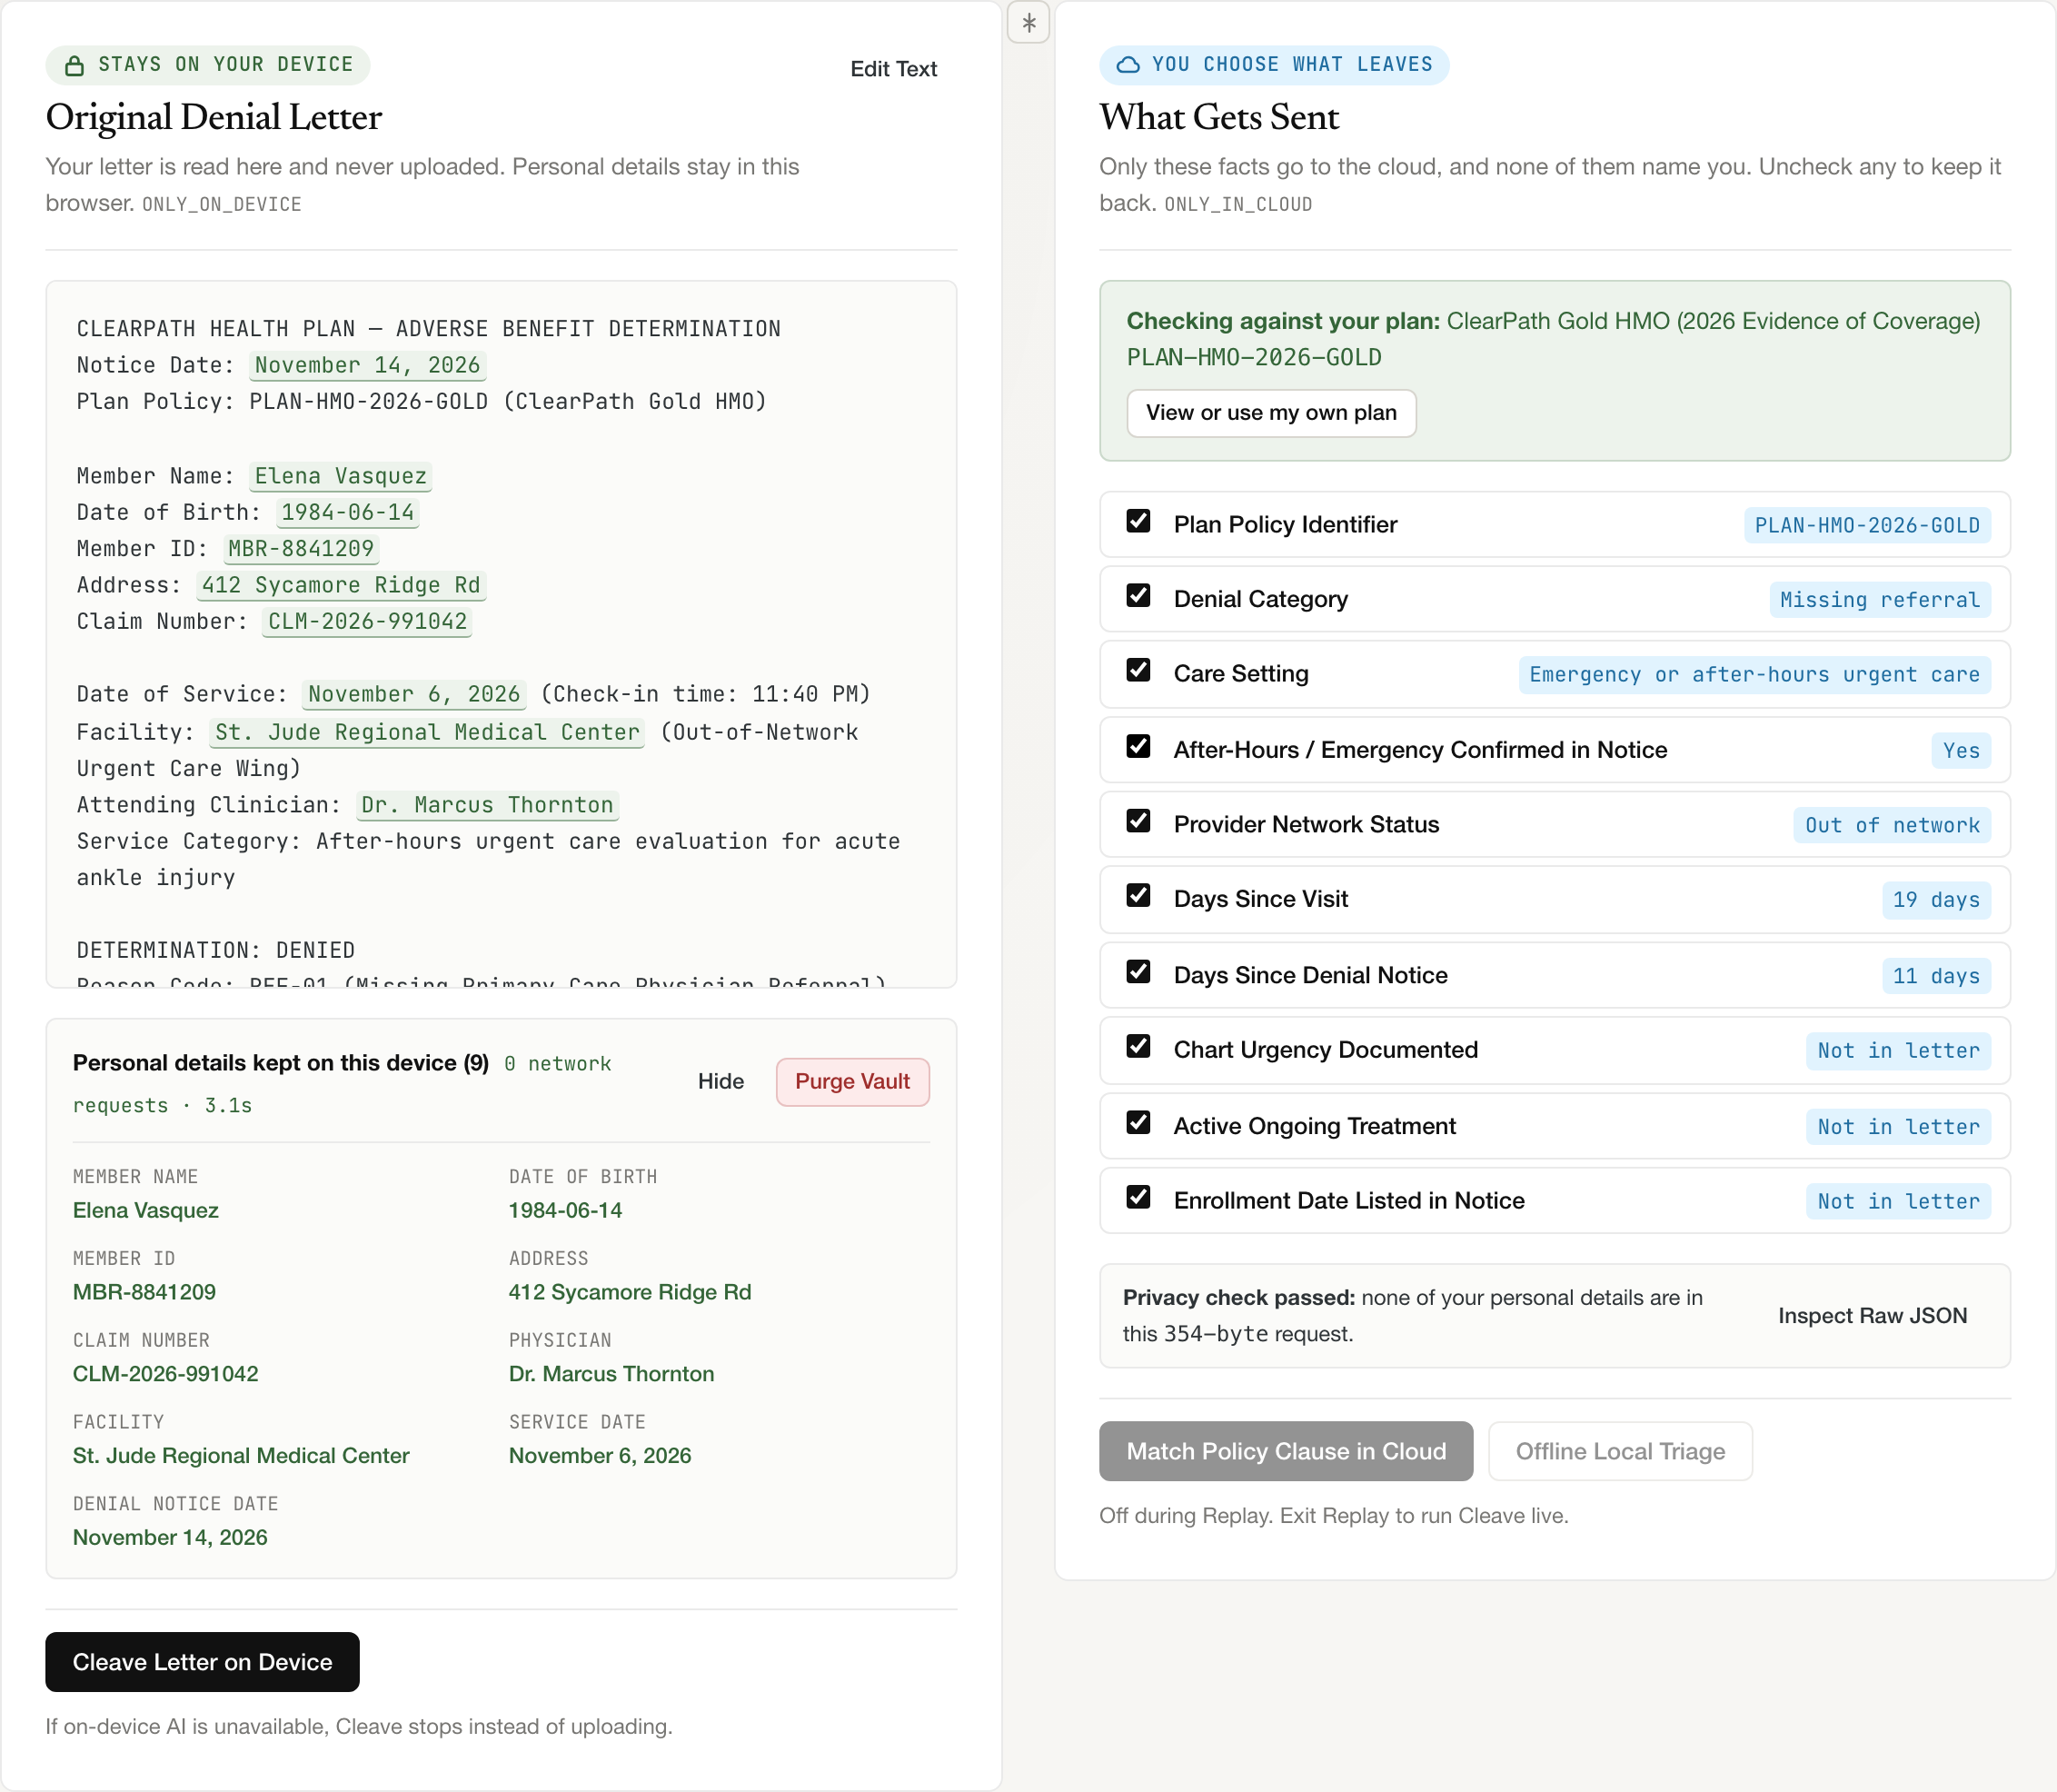 STAYS ON YOUR DEVICE
Edit Text
Original Denial Letter
Your letter is read here and never uploaded. Personal details stay in this
browser. ONLY_ON_DEVICE
CLEARPATH HEALTH PLAN — ADVERSE BENEFIT DETERMINATION
Notice Date: November 14, 2026
Plan Policy: PLAN-HMO-2026-GOLD (ClearPath Gold HMO)
Member Name: Elena Vasquez
Date of Birth: 1984-06-14
Member ID: MBR-8841209
Address: 412 Sycamore Ridge Rd
Claim Number: CLM-2026-991042
Date of Service: November 6, 2026 (Check-in time: 11:40 PM)
Facility: St. Jude Regional Medical Center (Out-of-Network
Urgent Care Wing)
Attending Clinician: Dr. Marcus Thornton
Service Category: After-hours urgent care evaluation for acute
ankle injury
DETERMINATION: DENIED
Reason Code: REF-01 (Missing Primary Care Physician Referral)
Personal details kept on this device (9) 0 network
requests · 3.1s
Hide
Purge Vault
MEMBER NAME
Elena Vasquez
DATE OF BIRTH
1984-06-14
MEMBER ID
MBR-8841209
ADDRESS
412 Sycamore Ridge Rd
CLAIM NUMBER
CLM-2026-991042
PHYSICIAN
Dr. Marcus Thornton
FACILITY
St. Jude Regional Medical Center
SERVICE DATE
November 6, 2026
DENIAL NOTICE DATE
November 14, 2026
Cleave Letter on Device
If on-device AI is unavailable, Cleave stops instead of uploading.
YOU CHOOSE WHAT LEAVES
What Gets Sent
Only these facts go to the cloud, and none of them name you. Uncheck any to keep it
back. ONLY_IN_CLOUD
Checking against your plan: ClearPath Gold HMO (2026 Evidence of Coverage)
PLAN-HMO-2026-GOLD
View or use my own plan
Plan Policy Identifier PLAN-HMO-2026-GOLD
Denial Category Missing referral
Care Setting Emergency or after-hours urgent care
After-Hours / Emergency Confirmed in Notice Yes
Provider Network Status Out of network
Days Since Visit 19 days
Days Since Denial Notice 11 days
Chart Urgency Documented Not in letter
Active Ongoing Treatment Not in letter
Enrollment Date Listed in Notice Not in letter
Privacy check passed: none of your personal details are in
this 354-byte request.
Inspect Raw JSON
Match Policy Clause in Cloud
Offline Local Triage
Off during Replay. Exit Replay to run Cleave live.